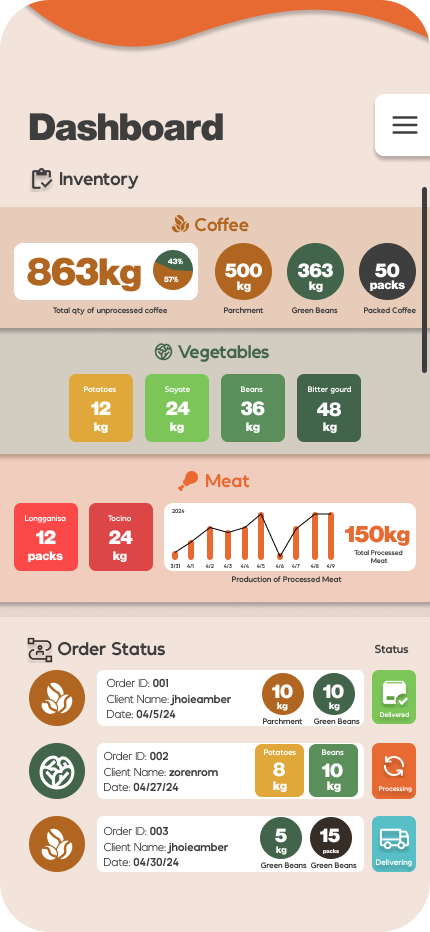 Dashboard
Inventory
Coffee
863kg
43%
57%
Total qty of unprocessed coffee
500
kg
Parchment
363
kg
Green Beans
50
packs
Packed Coffee
Vegetables
Potatoes
12
kg
Sayote
24
kg
Beans
36
kg
Bitter gourd
48
kg
Meat
Longganisa
12
packs
Tocino
24
kg
2024
3/31 4/1 4/2 4/3 4/4 4/5 4/6 4/7 4/8 4/9
150kg
Total Processed
Meat
Production of Processed Meat
Order Status
Status
Order ID: 001
Client Name: jhoieamber
Date: 04/5/24
10
kg
Parchment
10
kg
Green Beans
Delivered
Order ID: 002
Client Name: zorenrom
Date: 04/27/24
Potatoes
8
kg
Beans
10
kg
Processing
Order ID: 003
Client Name: jhoieamber
Date: 04/30/24
5
kg
Green Beans
15
packs
Green Beans
Delivering